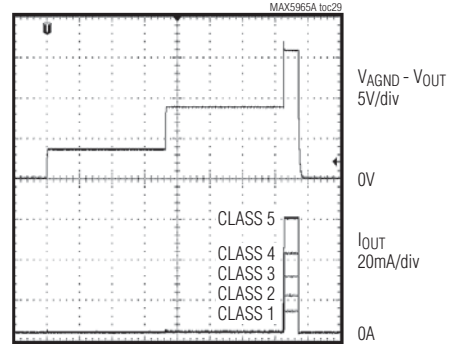 MAX5965A toc29
VAGND - VOUT
5V/div
0V
CLASS 5
IOUT
20mA/div
CLASS 4
CLASS 3
CLASS 2
CLASS 1
0A